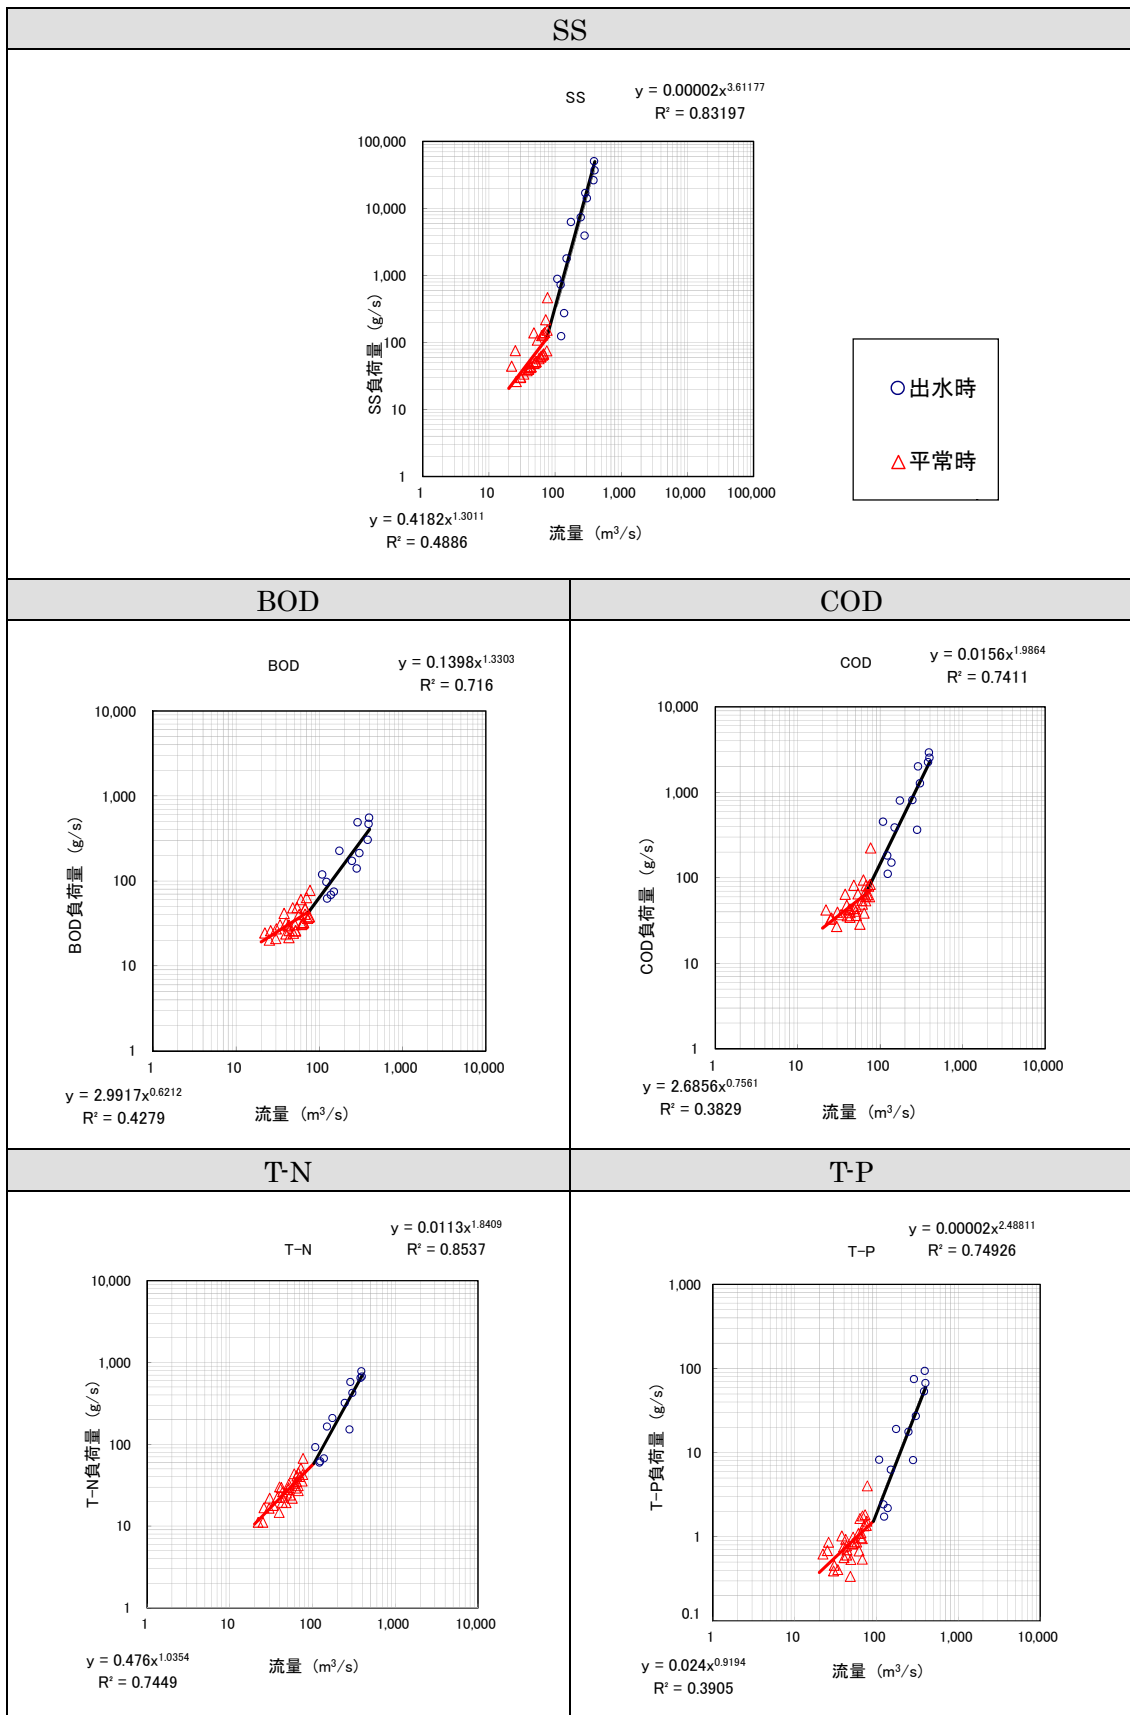 SS
SS
y = 0.00002x^3.61177
R² = 0.83197
100,000
10,000
1,000
100
10
1
SS負荷量 (g/s)
1 10 100 1,000 10,000 100,000
流量 (m³/s)
y = 0.4182x^1.3011
R² = 0.4886
出水時
平常時
BOD
COD
BOD
y = 0.1398x^1.3303
R² = 0.716
10,000
1,000
100
10
1
BOD負荷量 (g/s)
1 10 100 1,000 10,000
流量 (m³/s)
y = 2.9917x^0.6212
R² = 0.4279
COD
y = 0.0156x^1.9864
R² = 0.7411
10,000
1,000
100
10
1
COD負荷量 (g/s)
1 10 100 1,000 10,000
流量 (m³/s)
y = 2.6856x^0.7561
R² = 0.3829
T-N
T-P
T-N
y = 0.0113x^1.8409
R² = 0.8537
10,000
1,000
100
10
1
T-N負荷量 (g/s)
1 10 100 1,000 10,000
流量 (m³/s)
y = 0.476x^1.0354
R² = 0.7449
T-P
y = 0.00002x^2.48811
R² = 0.74926
1,000
100
10
1
0.1
T-P負荷量 (g/s)
1 10 100 1,000 10,000
流量 (m³/s)
y = 0.024x^0.9194
R² = 0.3905